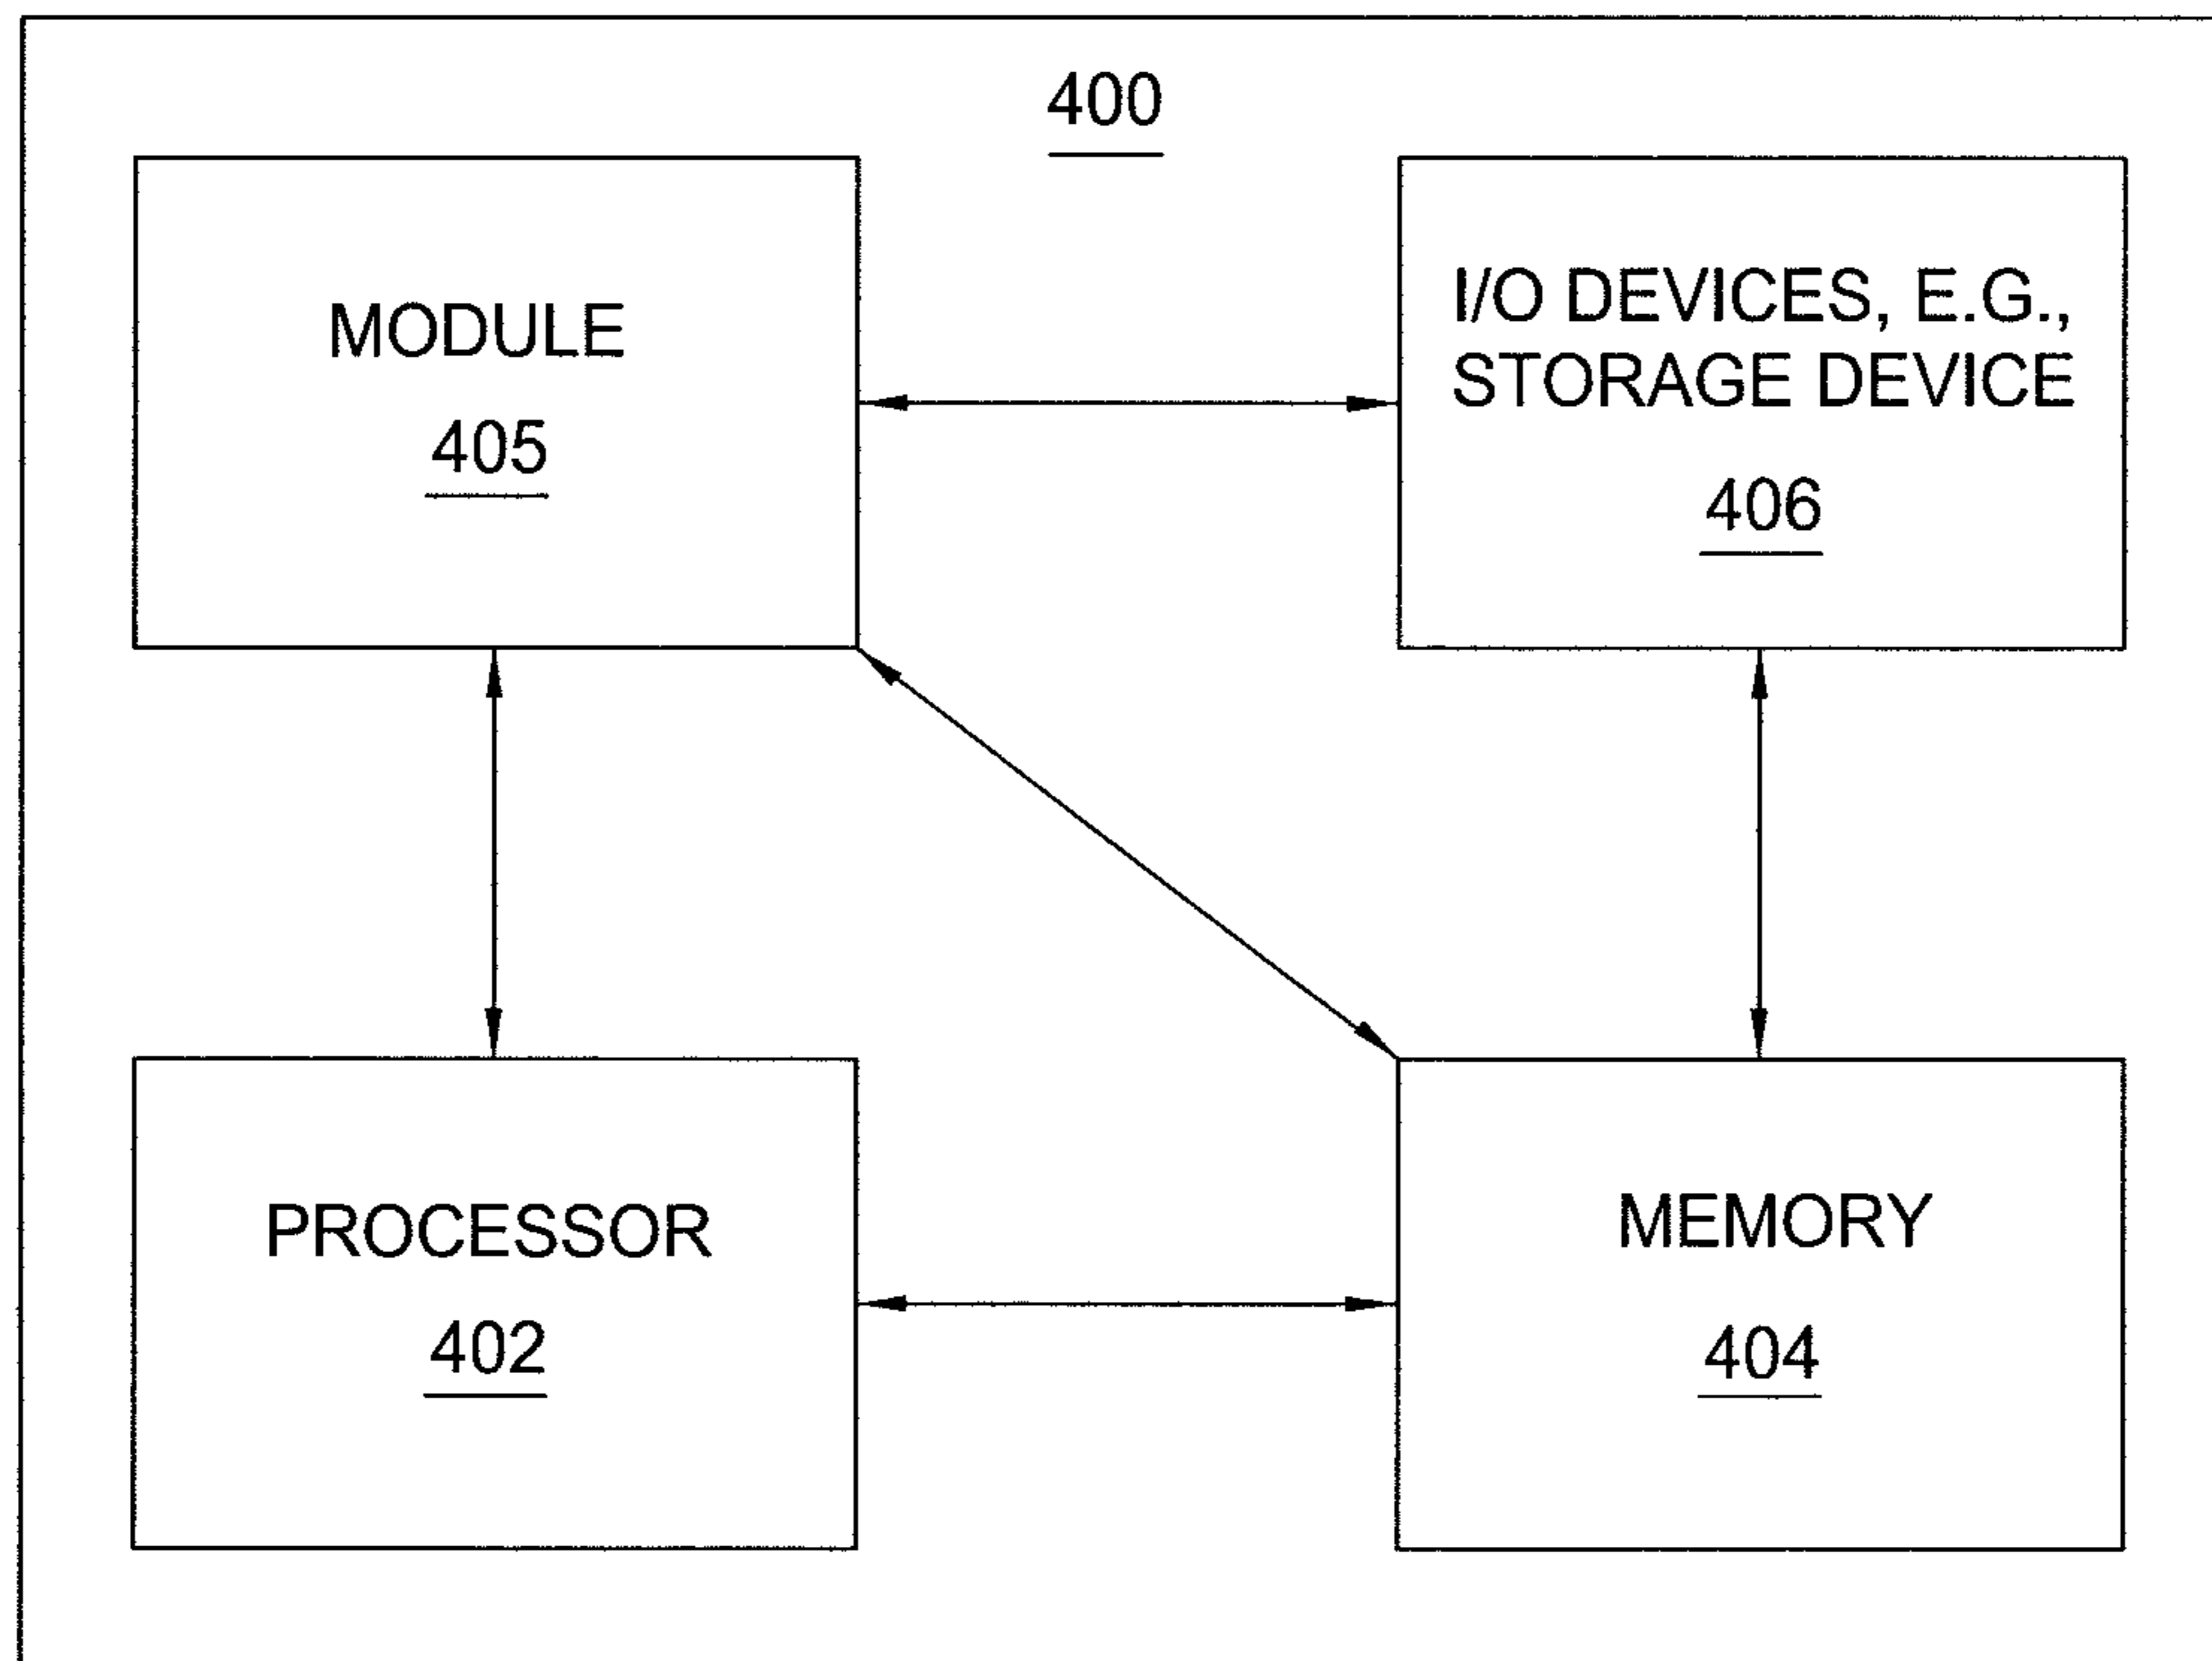 400
MODULE
405
I/O DEVICES, E.G.,
STORAGE DEVICE
406
PROCESSOR
402
MEMORY
404